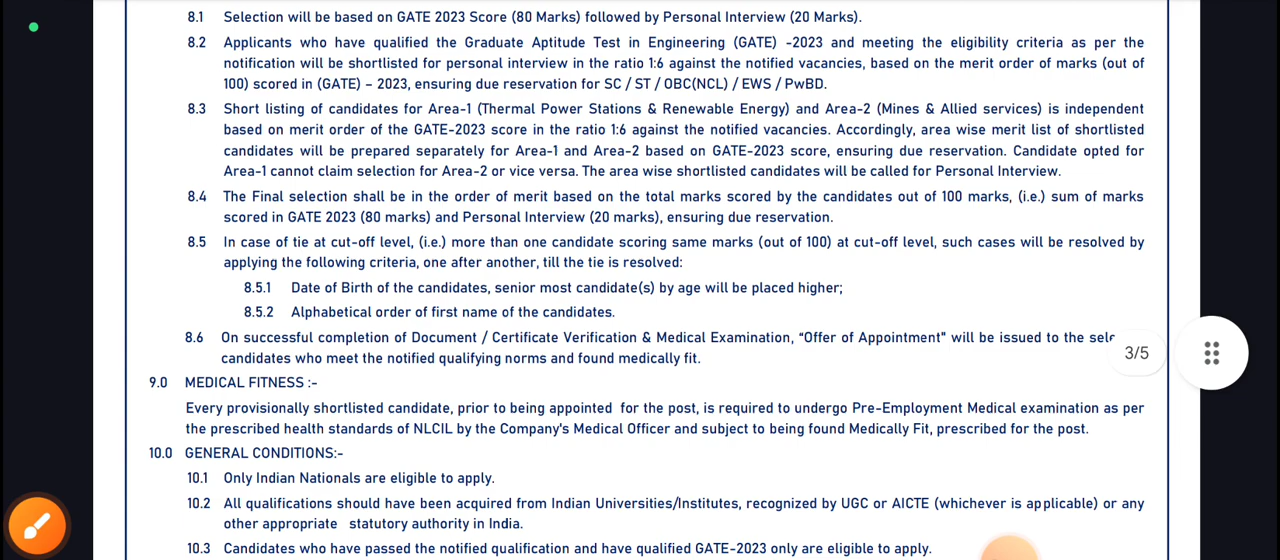 8.1 Selection will be based on GATE 2023 Score (80 Marks) followed by Personal Interview (20 Marks).
8.2 Applicants who have qualified the Graduate Aptitude Test in Engineering (GATE) -2023 and meeting the eligibility criteria as per the
notification will be shortlisted for personal interview in the ratio 1:6 against the notified vacancies, based on the merit order of marks (out of
100) scored in (GATE) – 2023, ensuring due reservation for SC / ST / OBC(NCL) / EWS / PwBD.
8.3 Short listing of candidates for Area-1 (Thermal Power Stations & Renewable Energy) and Area-2 (Mines & Allied services) is independent
based on merit order of the GATE-2023 score in the ratio 1:6 against the notified vacancies. Accordingly, area wise merit list of shortlisted
candidates will be prepared separately for Area-1 and Area-2 based on GATE-2023 score, ensuring due reservation. Candidate opted for
Area-1 cannot claim selection for Area-2 or vice versa. The area wise shortlisted candidates will be called for Personal Interview.
8.4 The Final selection shall be in the order of merit based on the total marks scored by the candidates out of 100 marks, (i.e.) sum of marks
scored in GATE 2023 (80 marks) and Personal Interview (20 marks), ensuring due reservation.
8.5 In case of tie at cut-off level, (i.e.) more than one candidate scoring same marks (out of 100) at cut-off level, such cases will be resolved by
applying the following criteria, one after another, till the tie is resolved:
8.5.1 Date of Birth of the candidates, senior most candidate(s) by age will be placed higher;
8.5.2 Alphabetical order of first name of the candidates.
8.6 On successful completion of Document / Certificate Verification & Medical Examination, “Offer of Appointment" will be issued to the
candidates who meet the notified qualifying norms and found medically fit.
3/5
9.0 MEDICAL FITNESS :-
Every provisionally shortlisted candidate, prior to being appointed for the post, is required to undergo Pre-Employment Medical examination as per
the prescribed health standards of NLCIL by the Company's Medical Officer and subject to being found Medically Fit, prescribed for the post.
10.0 GENERAL CONDITIONS:-
10.1 Only Indian Nationals are eligible to apply.
10.2 All qualifications should have been acquired from Indian Universities/Institutes, recognized by UGC or AICTE (whichever is applicable) or any
other appropriate statutory authority in India.
10.3 Candidates who have passed the notified qualification and have qualified GATE-2023 only are eligible to apply.